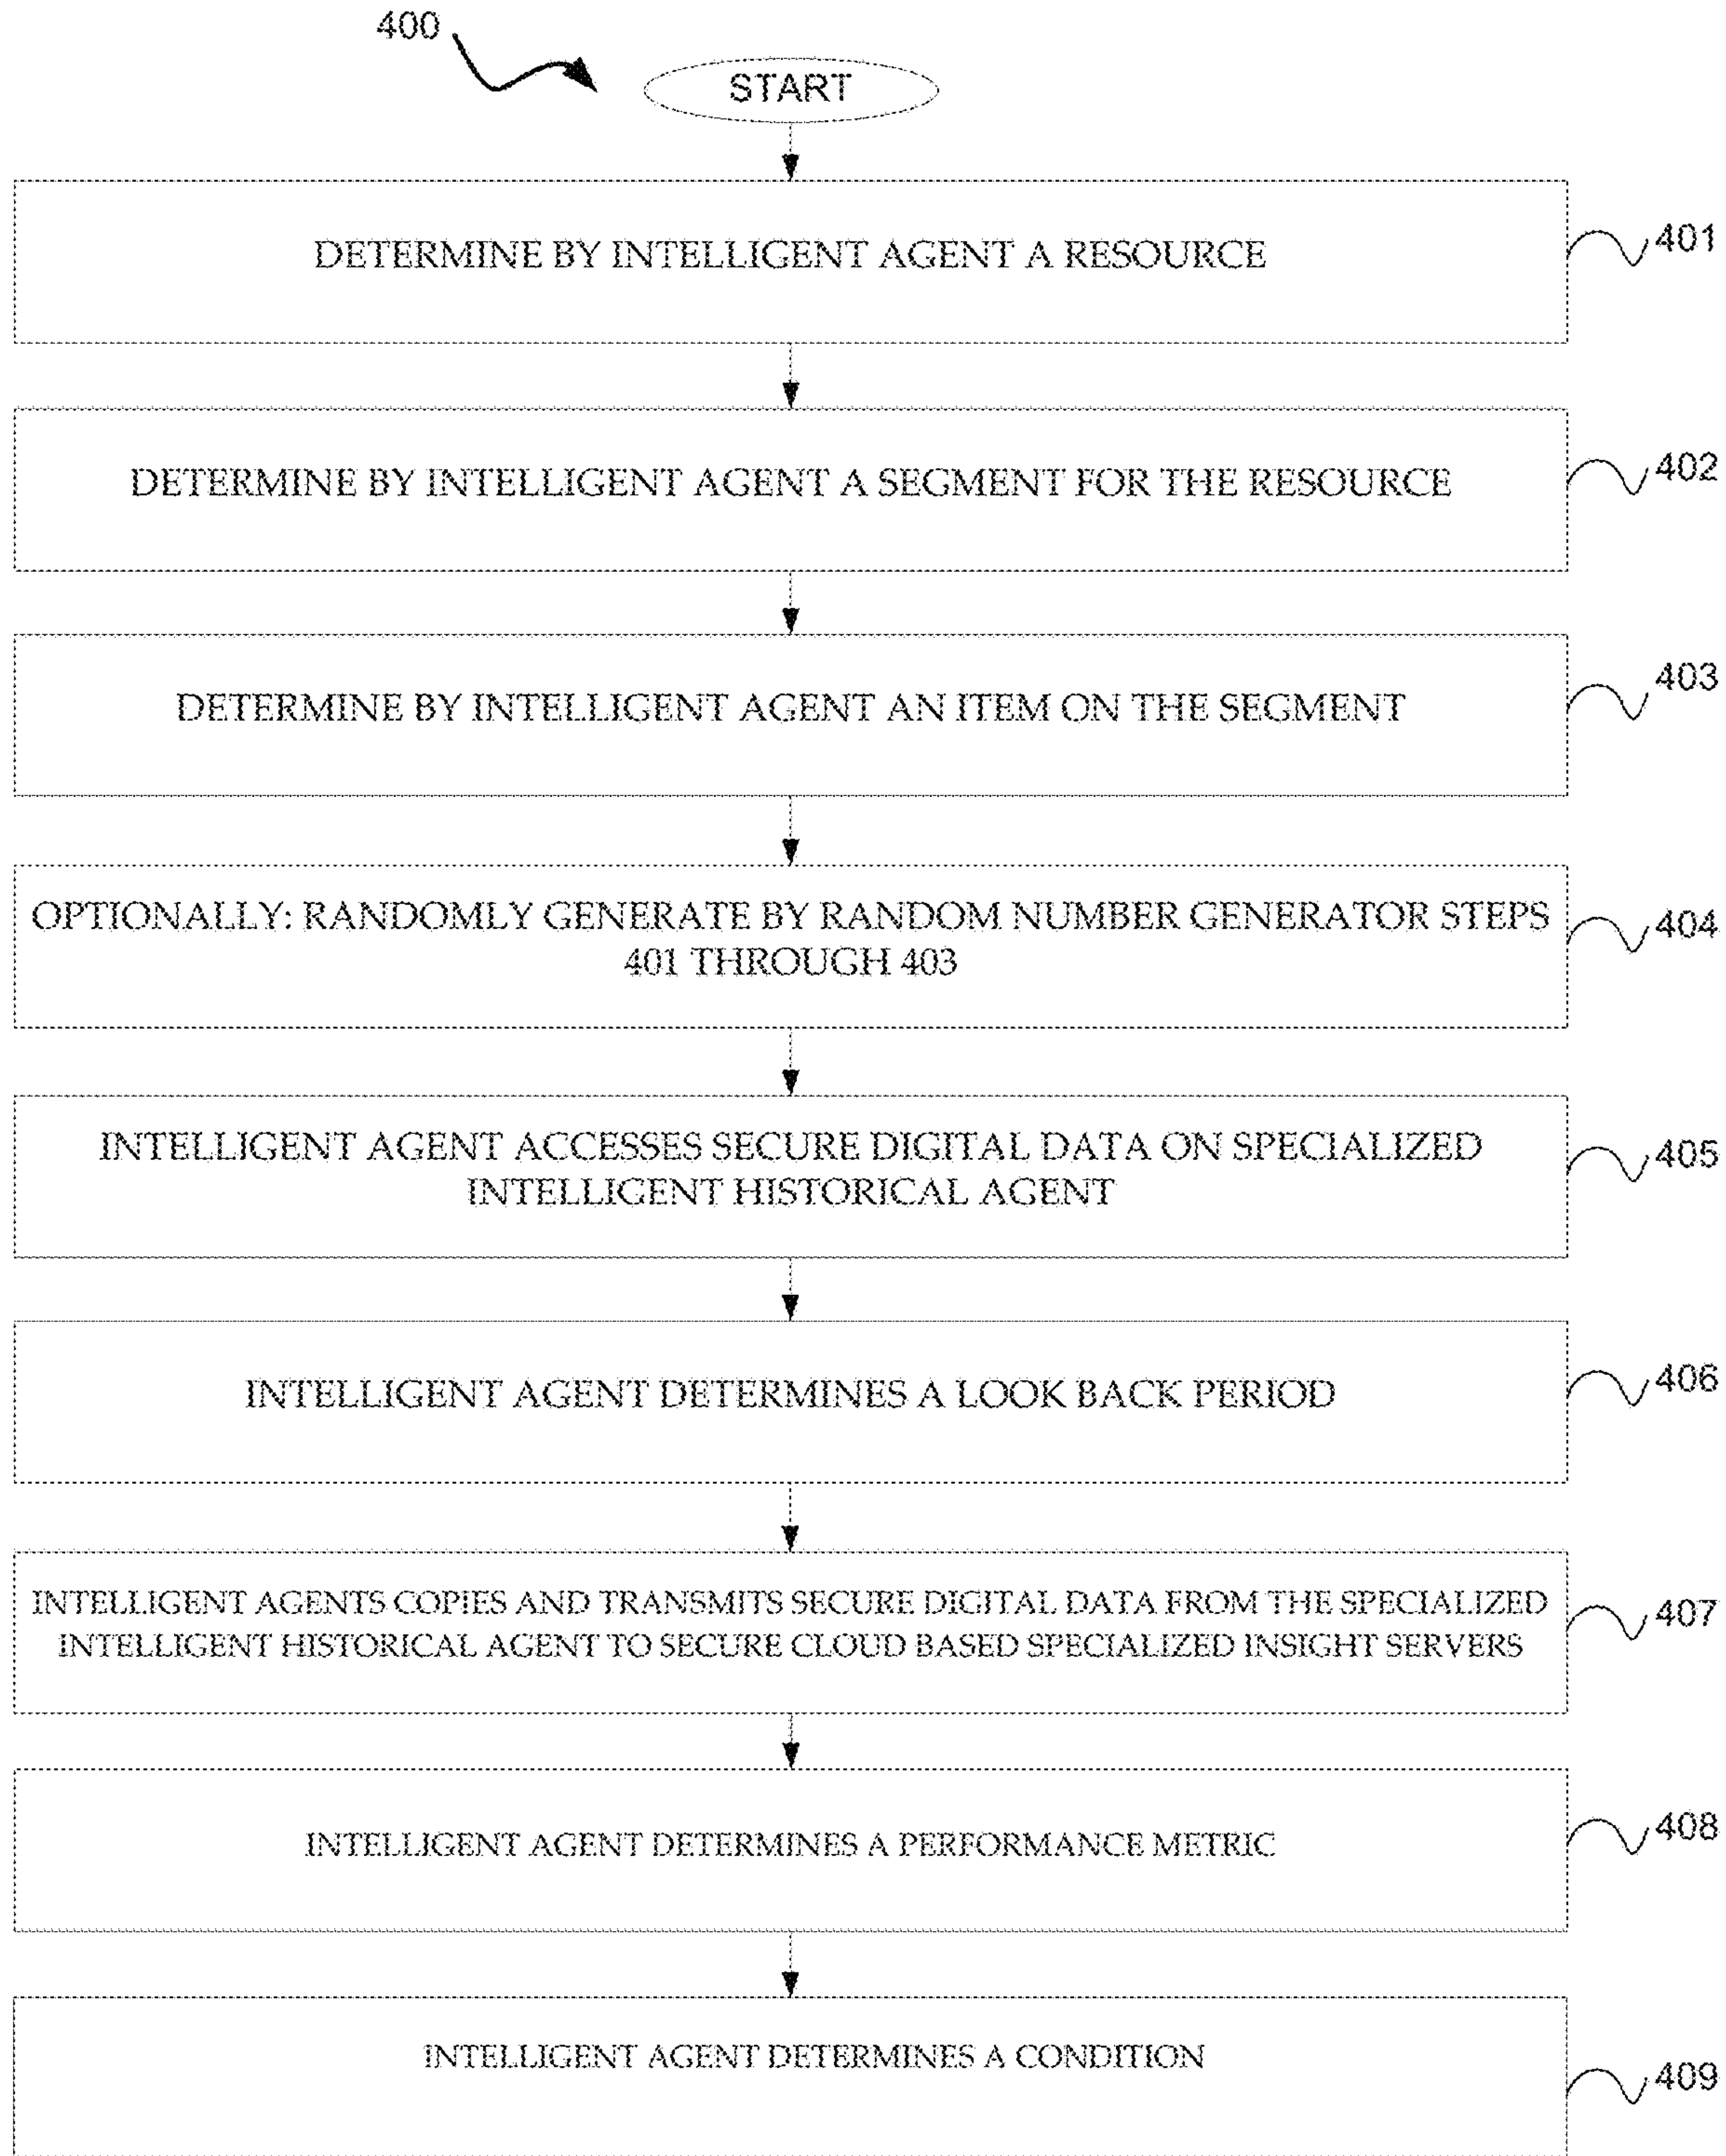 400
START
DETERMINE BY INTELLIGENT AGENT A RESOURCE
401
DETERMINE BY INTELLIGENT AGENT A SEGMENT FOR THE RESOURCE
402
DETERMINE BY INTELLIGENT AGENT AN ITEM ON THE SEGMENT
403
OPTIONALLY: RANDOMLY GENERATE BY RANDOM NUMBER GENERATOR STEPS
401 THROUGH 403
404
INTELLIGENT AGENT ACCESSES SECURE DIGITAL DATA ON SPECIALIZED
INTELLIGENT HISTORICAL AGENT
405
INTELLIGENT AGENT DETERMINES A LOOK BACK PERIOD
406
INTELLIGENT AGENTS COPIES AND TRANSMITS SECURE DIGITAL DATA FROM THE SPECIALIZED
INTELLIGENT HISTORICAL AGENT TO SECURE CLOUD BASED SPECIALIZED INSIGHT SERVERS
407
INTELLIGENT AGENT DETERMINES A PERFORMANCE METRIC
408
INTELLIGENT AGENT DETERMINES A CONDITION
409